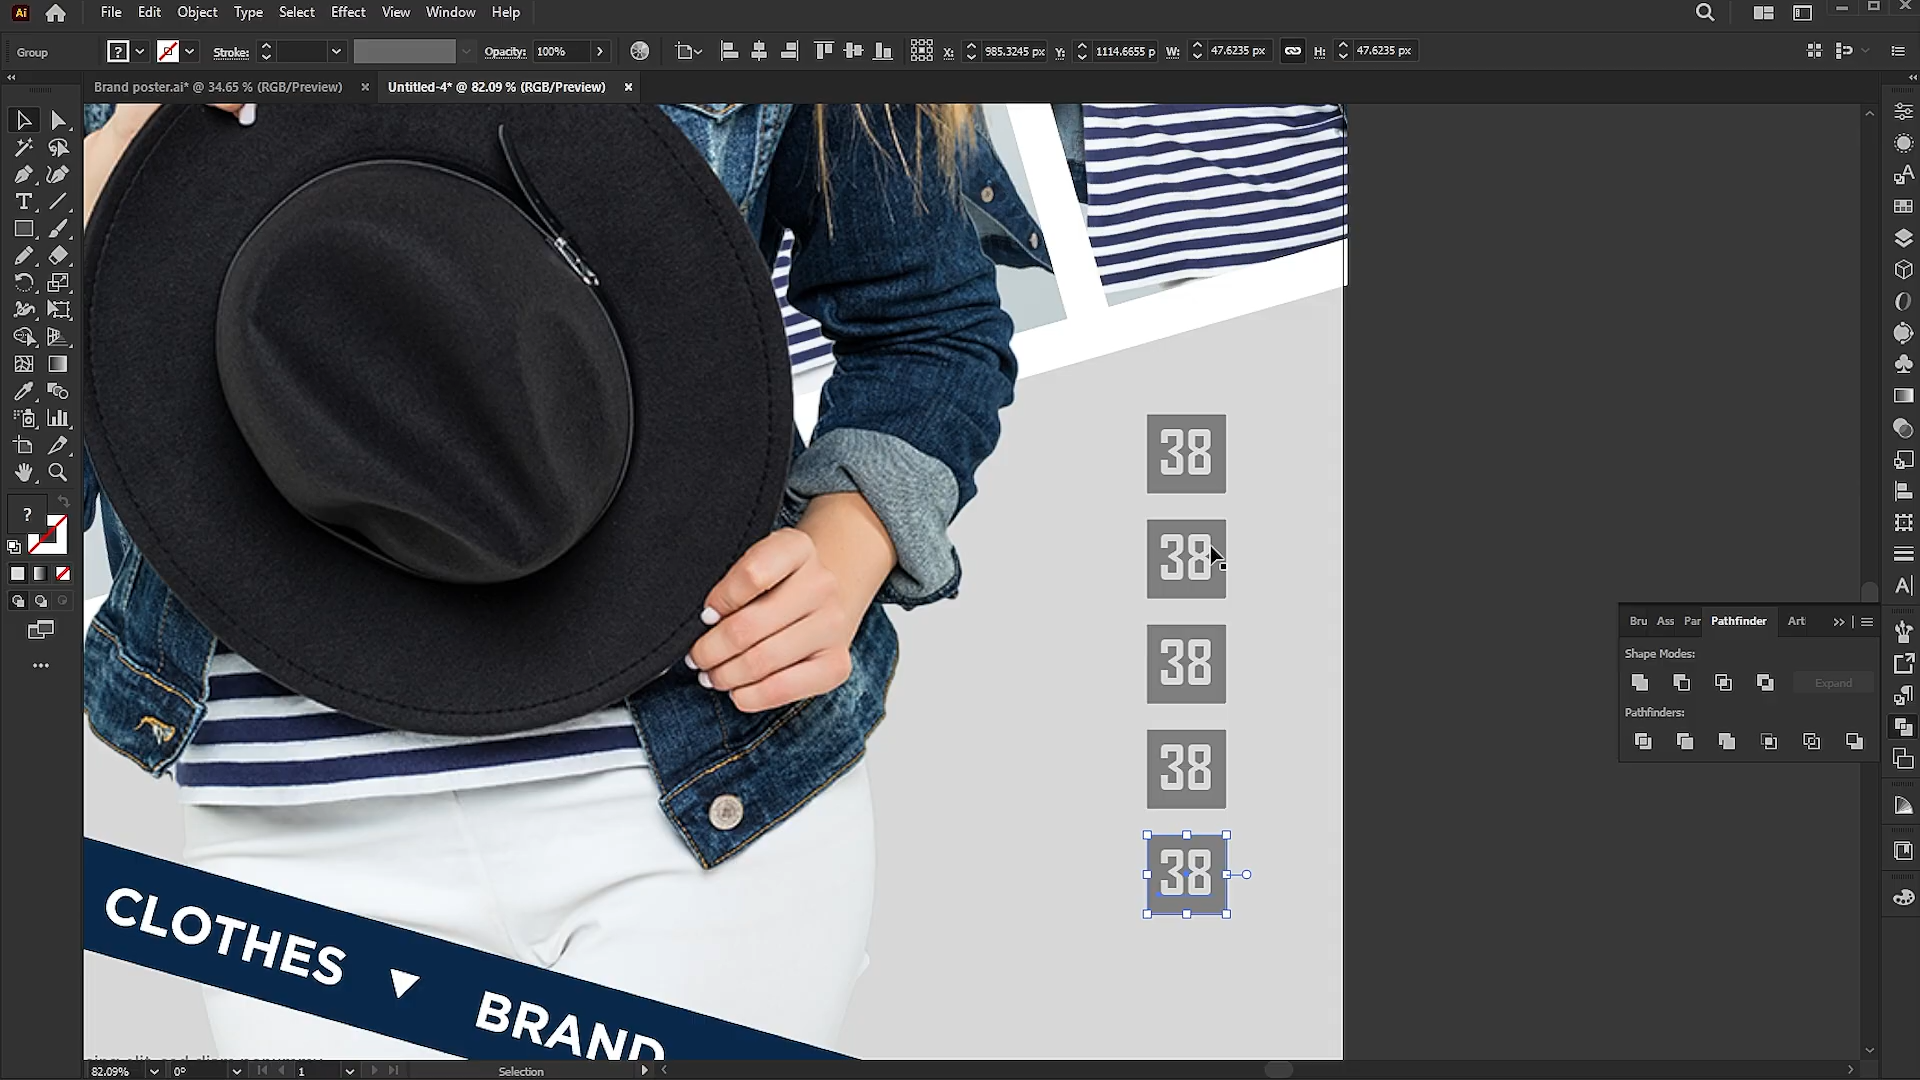 Ai File Edit Object Type Select Effect View Window Help
Group ? Stroke: Opacity: 100% X: 985.3245 px Y: 1114.6655 p W: 47.6235 px H: 47.6235 px
Brand poster.ai* @ 34.65 % (RGB/Preview) × Untitled-4* @ 82.09 % (RGB/Preview) ×
38
38
38
38
38
?
Bru Ass Par Pathfinder Art
Shape Modes:
Expand
Pathfinders:
CLOTHES ▼ BRAND
82.09% 0° 1 Selection